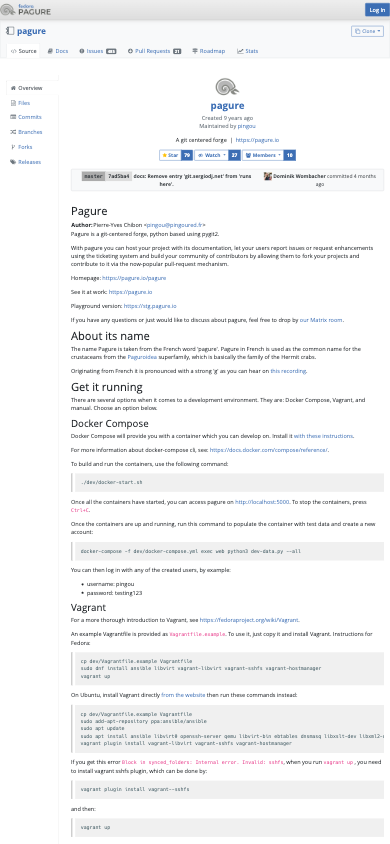 fedora
PAGURE
Log In
pagure
Clone
Source
Docs
Issues
Pull Requests 27
Roadmap
Stats
Overview
Files
Commits
Branches
Forks
Releases
pagure
Created 9 years ago
Maintained by pingou
A git centered forge | https://pagure.io
Star 79 Watch 27 Members 10
master 7ad5ba4 docs: Remove entry 'git.sergiodj.net' from 'runs
here'.
Dominik Wombacher committed 4 months
ago
Pagure
Author: Pierre-Yves Chibon <pingou@pingoured.fr>
Pagure is a git-centered forge, python based using pygit2.
With pagure you can host your project with its documentation, let your users report issues or request enhancements
using the ticketing system and build your community of contributors by allowing them to fork your projects and
contribute to it via the now-popular pull-request mechanism.
Homepage: https://pagure.io/pagure
See it at work: https://pagure.io
Playground version: https://stg.pagure.io
If you have any questions or just would like to discuss about pagure, feel free to drop by our Matrix room.
About its name
The name Pagure is taken from the French word 'pagure'. Pagure in French is used as the common name for the
crustaceans from the Paguroidea superfamily, which is basically the family of the Hermit crabs.
Originating from French it is pronounced with a strong 'g' as you can hear on this recording.
Get it running
There are several options when it comes to a development environment. They are: Docker Compose, Vagrant, and
manual. Choose an option below.
Docker Compose
Docker Compose will provide you with a container which you can develop on. Install it with these instructions.
For more information about docker-compose cli, see: https://docs.docker.com/compose/reference/.
To build and run the containers, use the following command:
./dev/docker-start.sh
Once all the containers have started, you can access pagure on http://localhost:5000. To stop the containers, press
Ctrl+C.
Once the containers are up and running, run this command to populate the container with test data and create a new
account:
docker-compose -f dev/docker-compose.yml exec web python3 dev-data.py --all
You can then log in with any of the created users, by example:
• username: pingou
• password: testing123
Vagrant
For a more thorough introduction to Vagrant, see https://fedoraproject.org/wiki/Vagrant.
An example Vagrantfile is provided as Vagrantfile.example. To use it, just copy it and install Vagrant. Instructions for
Fedora:
cp dev/Vagrantfile.example Vagrantfile
sudo dnf install ansible libvirt vagrant-libvirt vagrant-sshfs vagrant-hostmanager
vagrant up
On Ubuntu, install Vagrant directly from the website then run these commands instead:
cp dev/Vagrantfile.example Vagrantfile
sudo add-apt-repository ppa:ansible/ansible
sudo apt update
sudo apt install ansible libvirt0 openssh-server qemu libvirt-bin ebtables dnsmasq libxslt-dev libxml2-
vagrant plugin install vagrant-libvirt vagrant-sshfs vagrant-hostmanager
If you get this error Block is synced_folders: Internal error. Invalid: sshfs, when you run vagrant up, you need
to install vagrant sshfs plugin, which can be done by:
vagrant plugin install vagrant--sshfs
and then:
vagrant up